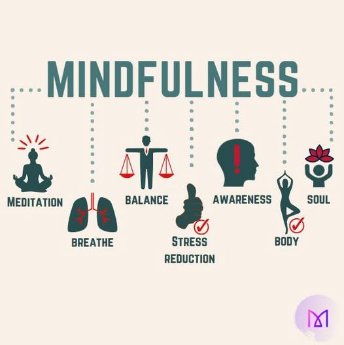 MINDFULNESS
MEDITATION
BREATHE
BALANCE
STRESS
REDUCTION
AWARENESS
BODY
SOUL